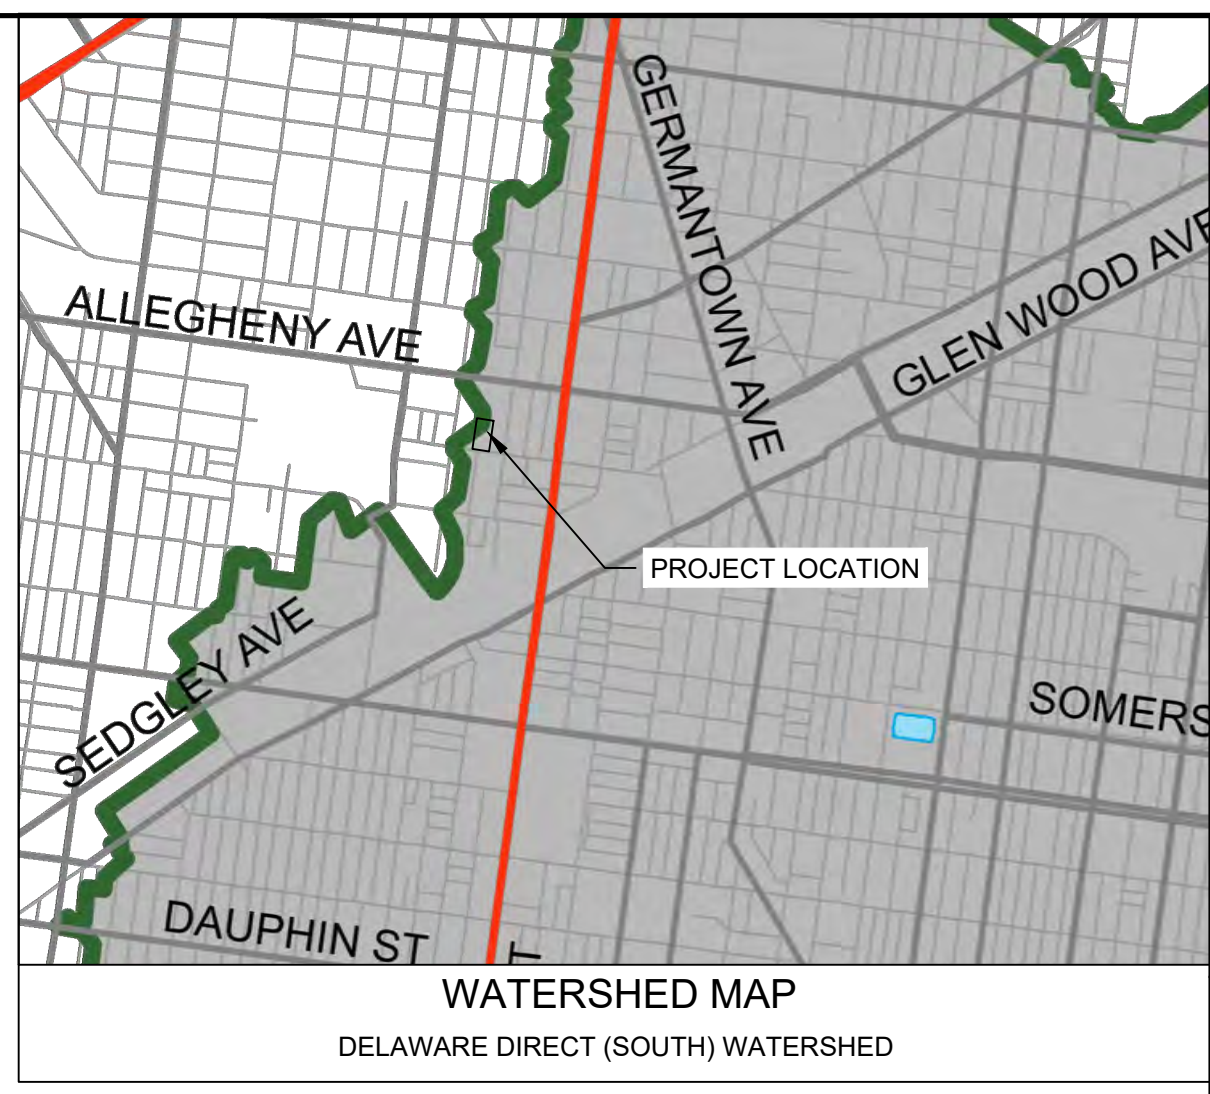 GERMANTOWN AVE
GLEN WOOD AVE
ALLEGHENY AVE
PROJECT LOCATION
SEDGLEY AVE
SOMERS
DAUPHIN ST
T
WATERSHED MAP
DELAWARE DIRECT (SOUTH) WATERSHED